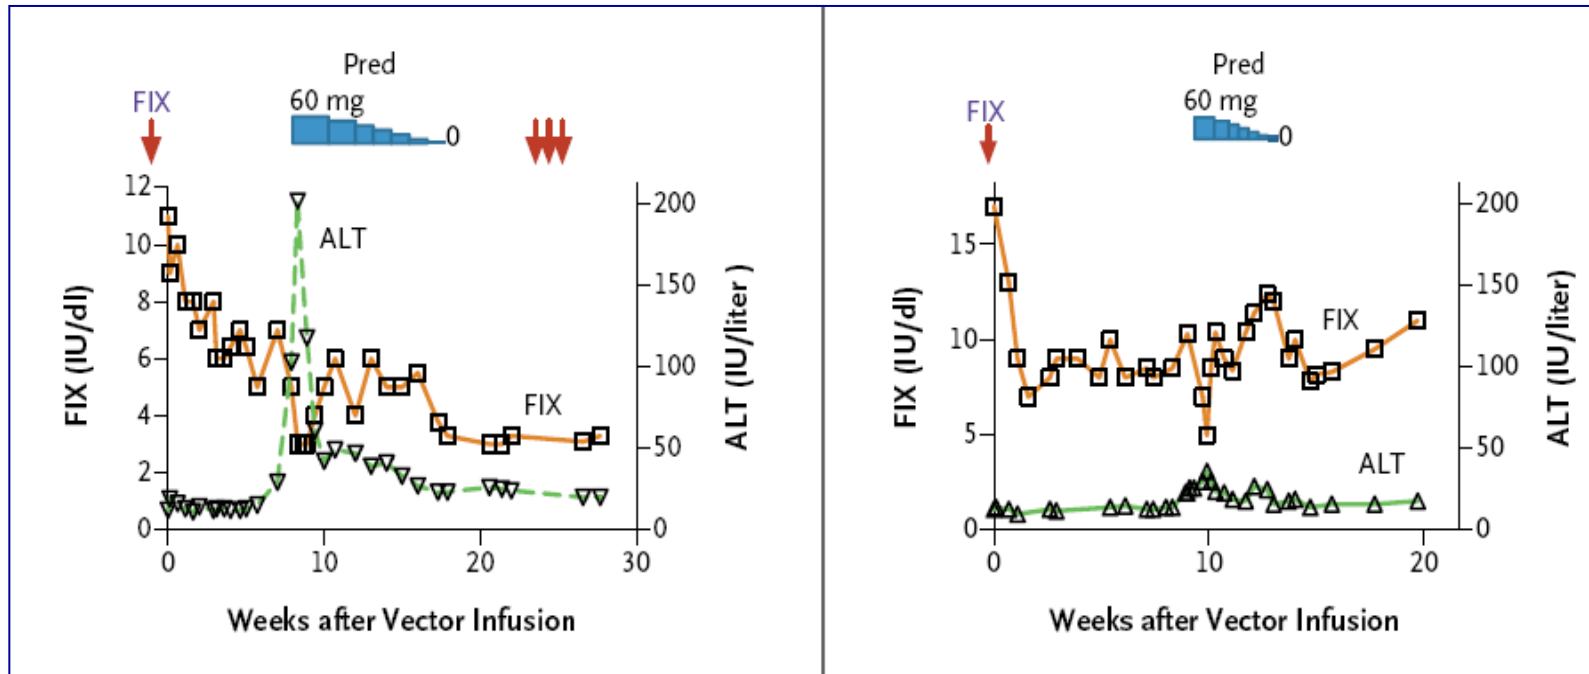 Pred
60 mg
FIX
0
12
10
8
6
4
2
0
FIX (IU/dl)
ALT
FIX
200
150
100
50
0
ALT (IU/liter )
0 10 20 30
Weeks after Vector Infusion
Pred
60 mg
FIX
0
15
10
5
0
FIX (IU/dl)
FIX
ALT
200
150
100
50
0
ALT (IU/liter)
0 10 20
Weeks after Vector Infusion